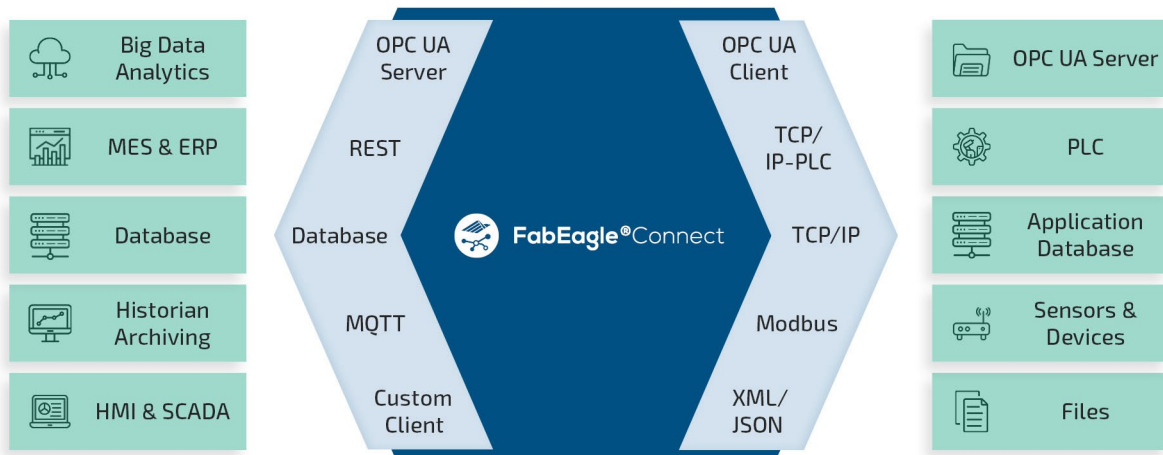 Big Data
Analytics
MES & ERP
Database
Historian
Archiving
HMI & SCADA
OPC UA
Server
REST
Database
MQTT
Custom
Client
FabEagle®Connect
OPC UA
Client
TCP/
IP-PLC
TCP/IP
Modbus
XML/
JSON
OPC UA Server
PLC
Application
Database
Sensors &
Devices
Files